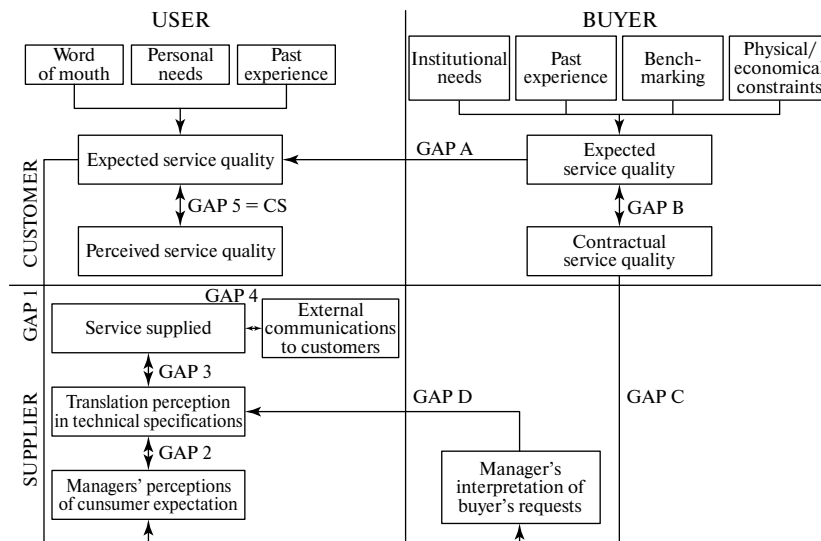 USER
BUYER
Word
of mouth
Personal
needs
Past
experience
Institutional
needs
Past
experience
Bench-
marking
Physical/
economical
constraints
CUSTOMER
Expected service quality
GAP A
Expected
service quality
GAP 5 = CS
GAP B
Perceived service quality
Contractual
service quality
GAP 1
GAP 4
Service supplied
External
communications
to customers
GAP 3
SUPPLIER
Translation perception
in technical specifications
GAP D
GAP C
GAP 2
Managers’ perceptions
of cunsumer expectation
Manager’s
interpretation of
buyer’s requests